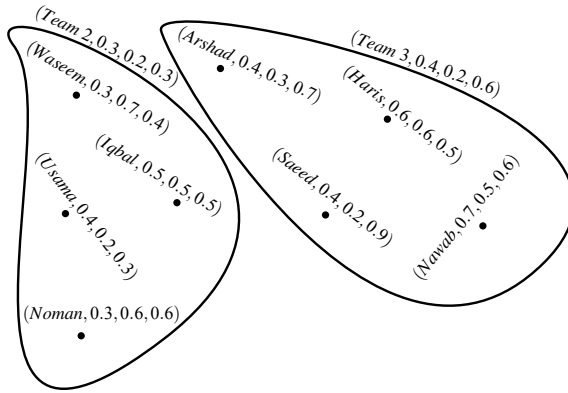 (Team 2, 0.3, 0.2, 0.3)
(Waseem, 0.3, 0.7, 0.4)
(Iqbal, 0.5, 0.5, 0.5)
(Usama, 0.4, 0.2, 0.3)
(Noman, 0.3, 0.6, 0.6)
(Team 3, 0.4, 0.2, 0.6)
(Arshad, 0.4, 0.3, 0.7)
(Haris, 0.6, 0.6, 0.5)
(Saeed, 0.4, 0.2, 0.9)
(Nawab, 0.7, 0.5, 0.6)